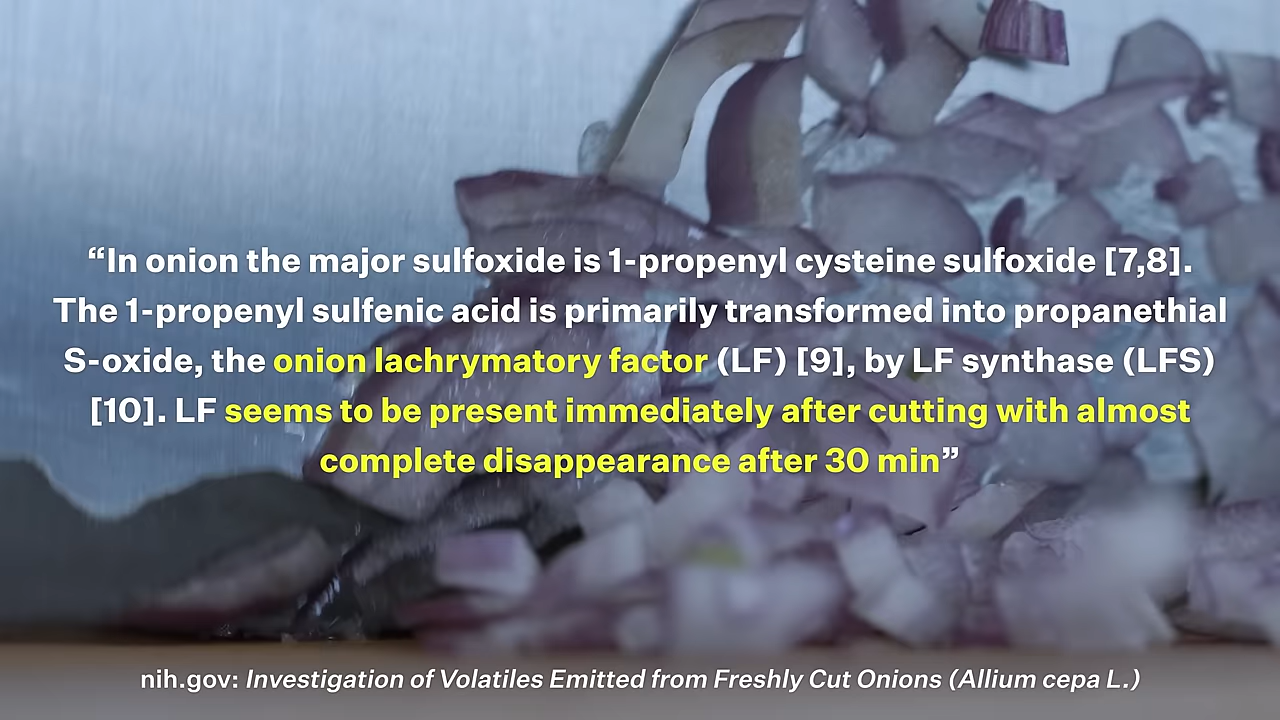 “In onion the major sulfoxide is 1-propenyl cysteine sulfoxide [7,8].
The 1-propenyl sulfenic acid is primarily transformed into propanethial
S-oxide, the onion lachrymatory factor (LF) [9], by LF synthase (LFS)
[10]. LF seems to be present immediately after cutting with almost
complete disappearance after 30 min”
nih.gov: Investigation of Volatiles Emitted from Freshly Cut Onions (Allium cepa L.)